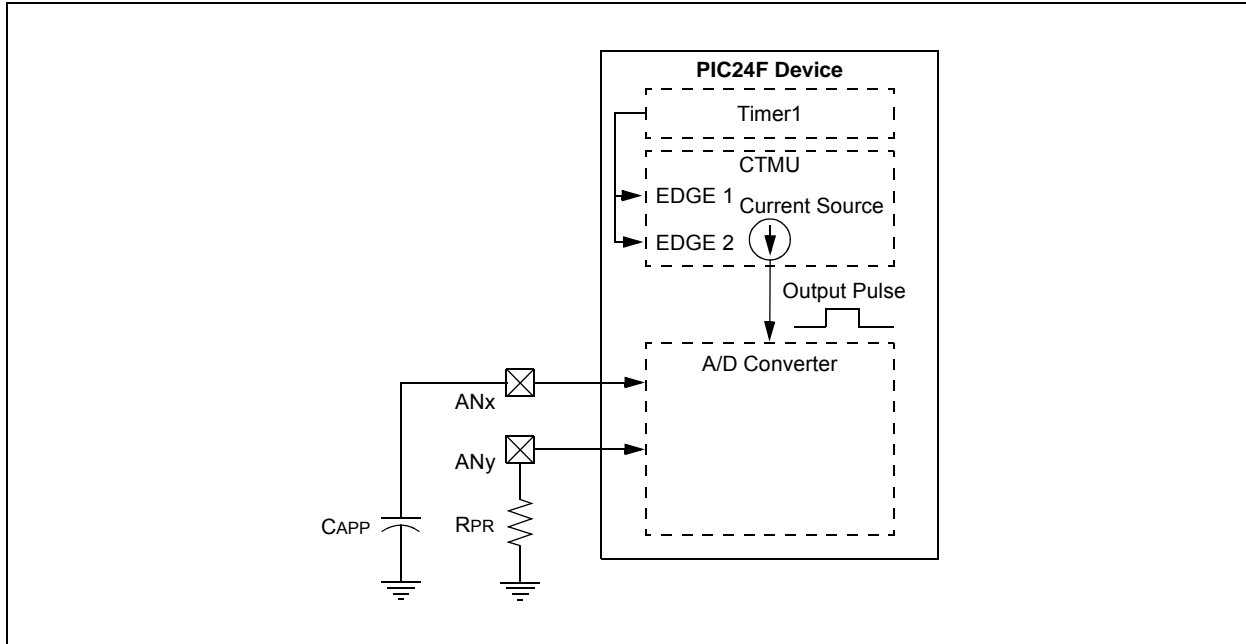 PIC24F Device
Timer1
CTMU
EDGE 1
Current Source
EDGE 2
Output Pulse
A/D Converter
ANx
ANy
CAPP
RPR